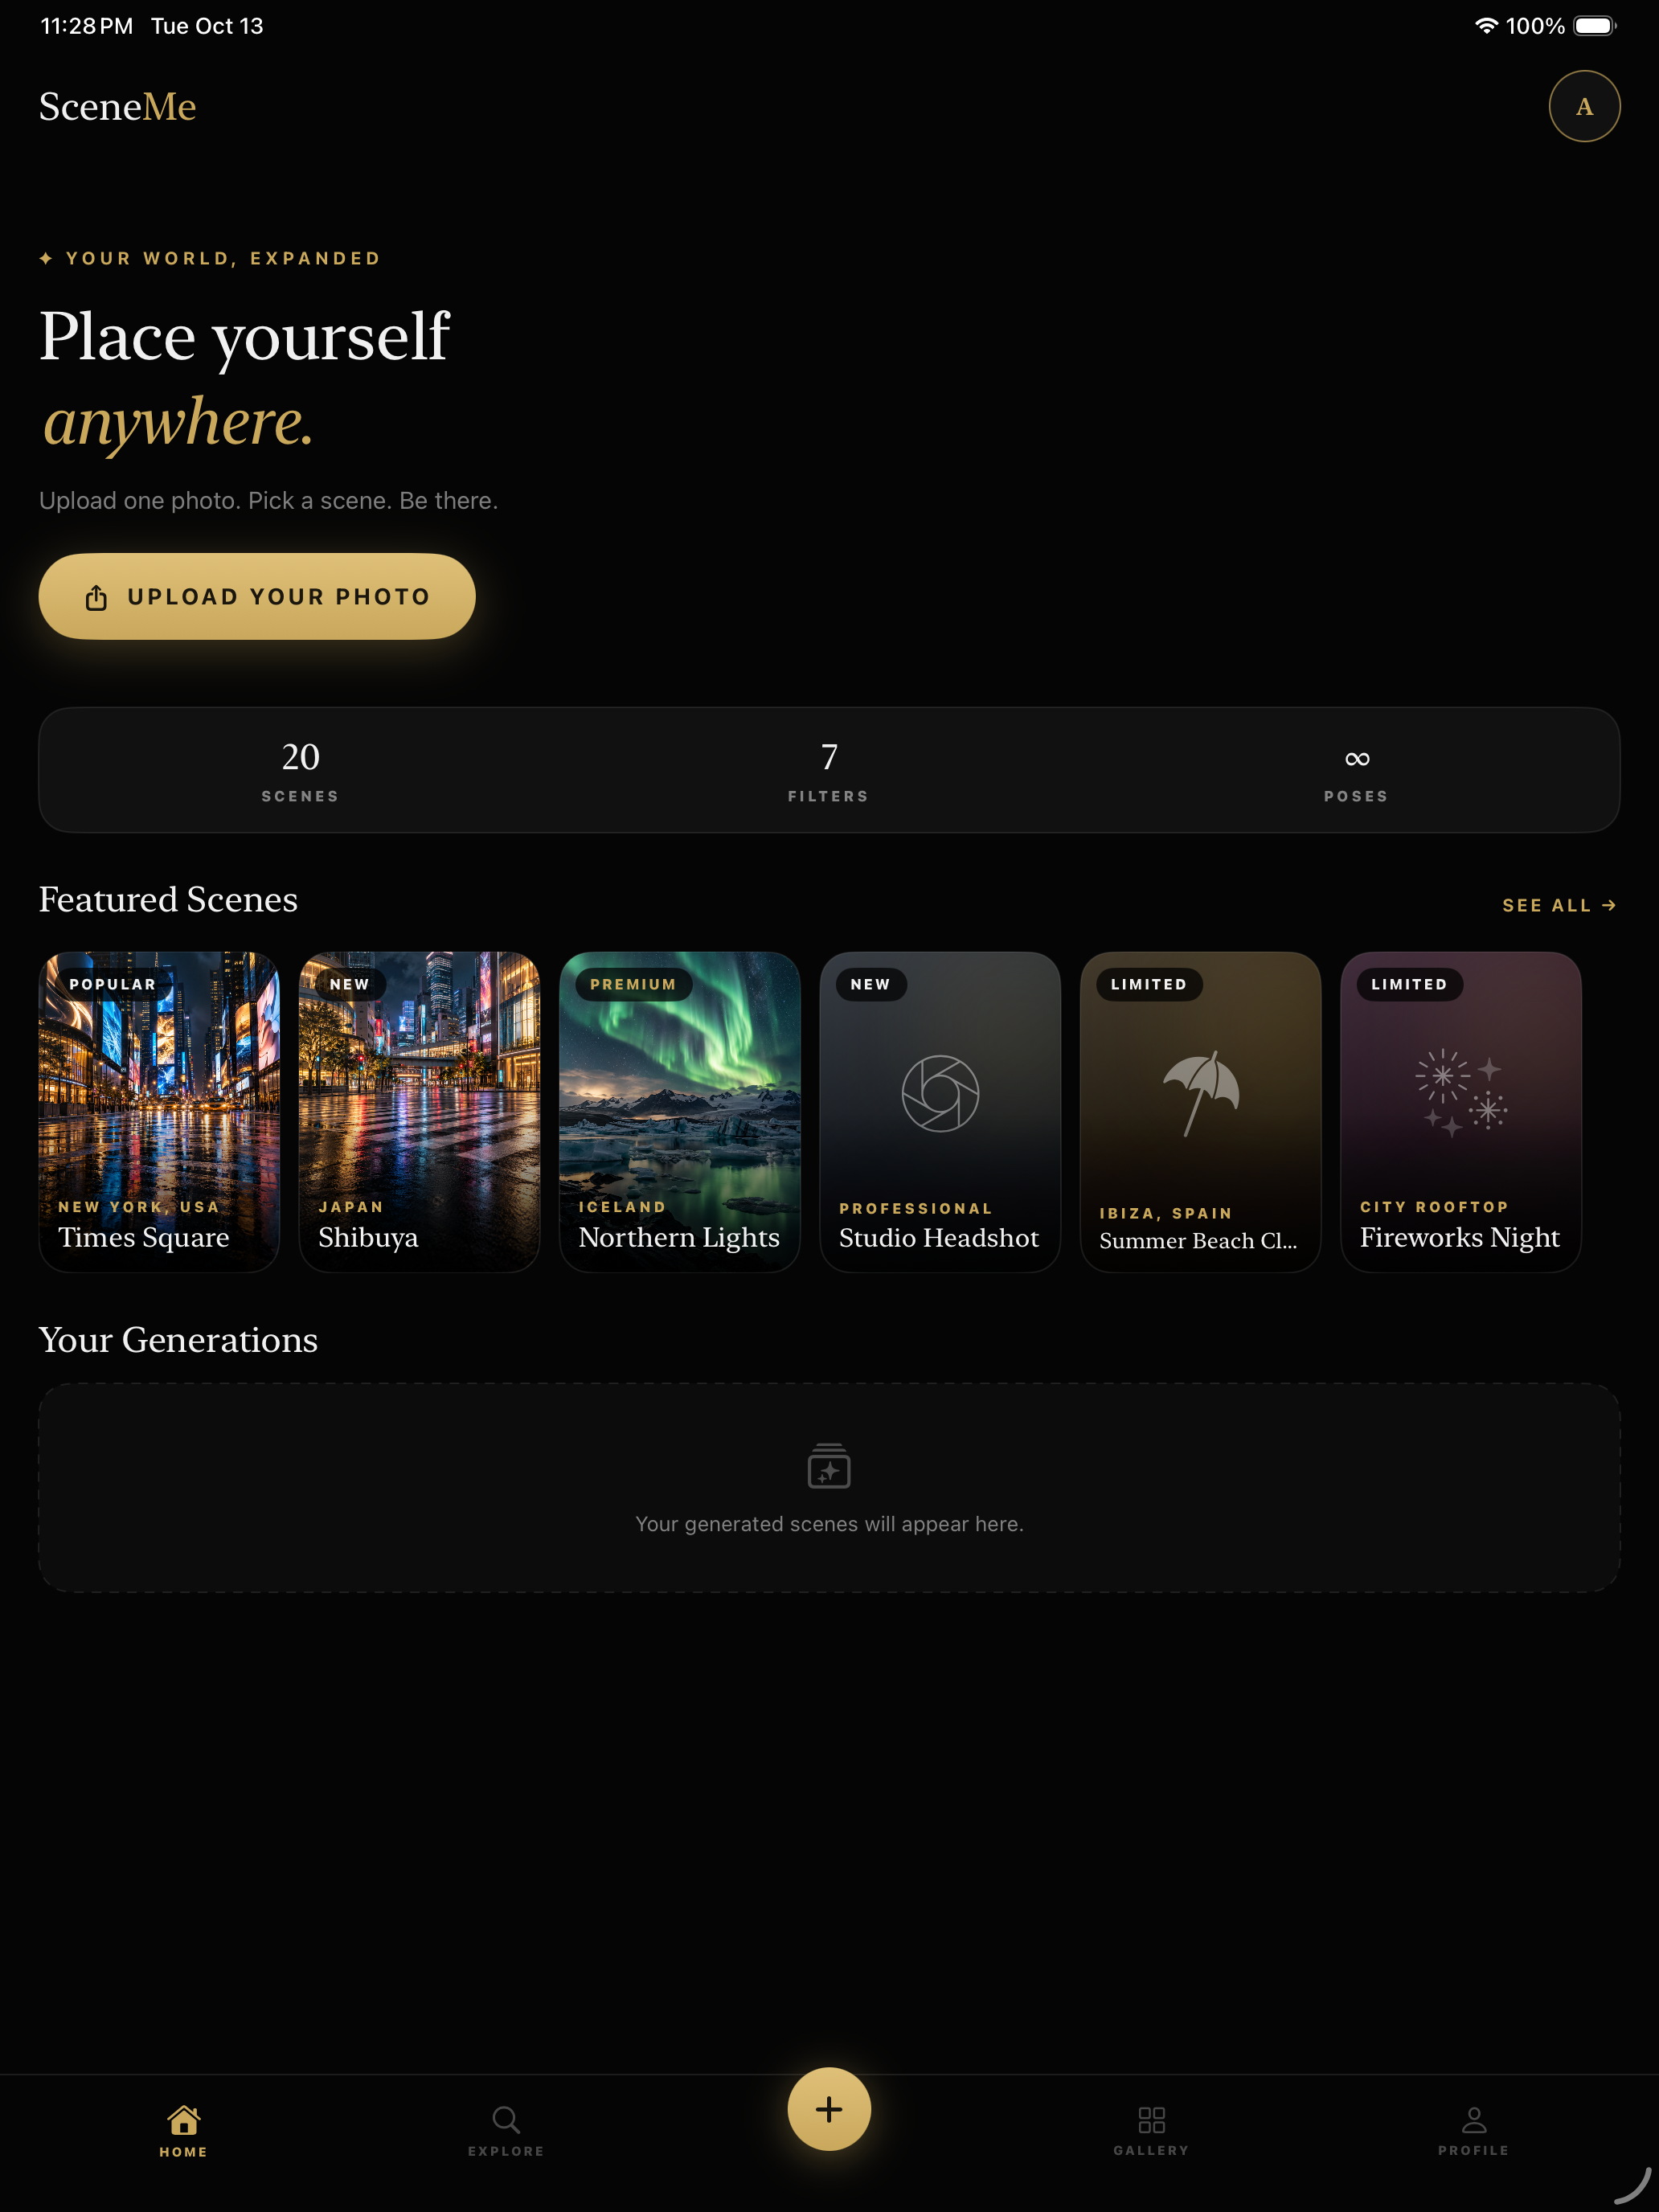 11:28 PM Tue Oct 13
100%
SceneMe
A
YOUR WORLD, EXPANDED
Place yourself
anywhere.
Upload one photo. Pick a scene. Be there.
UPLOAD YOUR PHOTO
20
SCENES
7
FILTERS
∞
POSES
Featured Scenes
SEE ALL →
POPULAR
NEW YORK, USA
Times Square
NEW
JAPAN
Shibuya
PREMIUM
ICELAND
Northern Lights
NEW
PROFESSIONAL
Studio Headshot
LIMITED
IBIZA, SPAIN
Summer Beach Cl...
LIMITED
CITY ROOFTOP
Fireworks Night
Your Generations
Your generated scenes will appear here.
HOME
EXPLORE
GALLERY
PROFILE